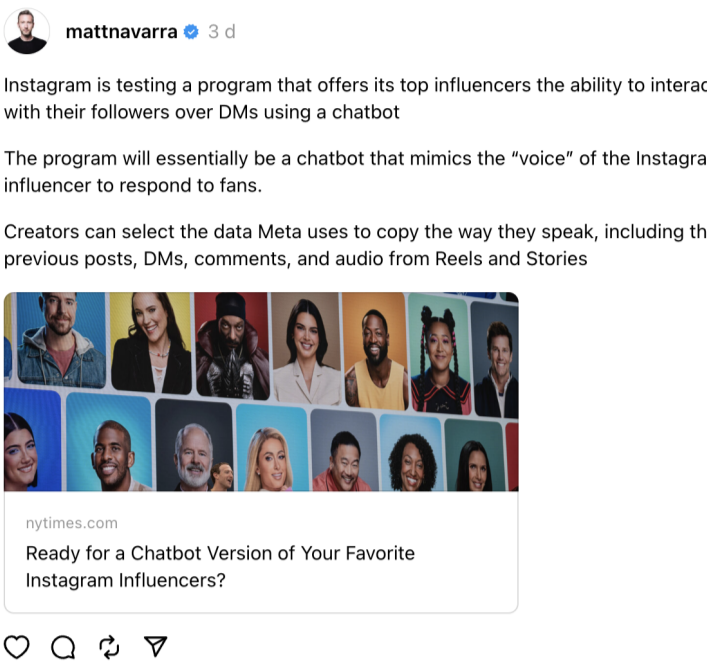 mattnavarra 3 d
Instagram is testing a program that offers its top influencers the ability to interac
with their followers over DMs using a chatbot
The program will essentially be a chatbot that mimics the “voice” of the Instagra
influencer to respond to fans.
Creators can select the data Meta uses to copy the way they speak, including th
previous posts, DMs, comments, and audio from Reels and Stories
nytimes.com
Ready for a Chatbot Version of Your Favorite
Instagram Influencers?